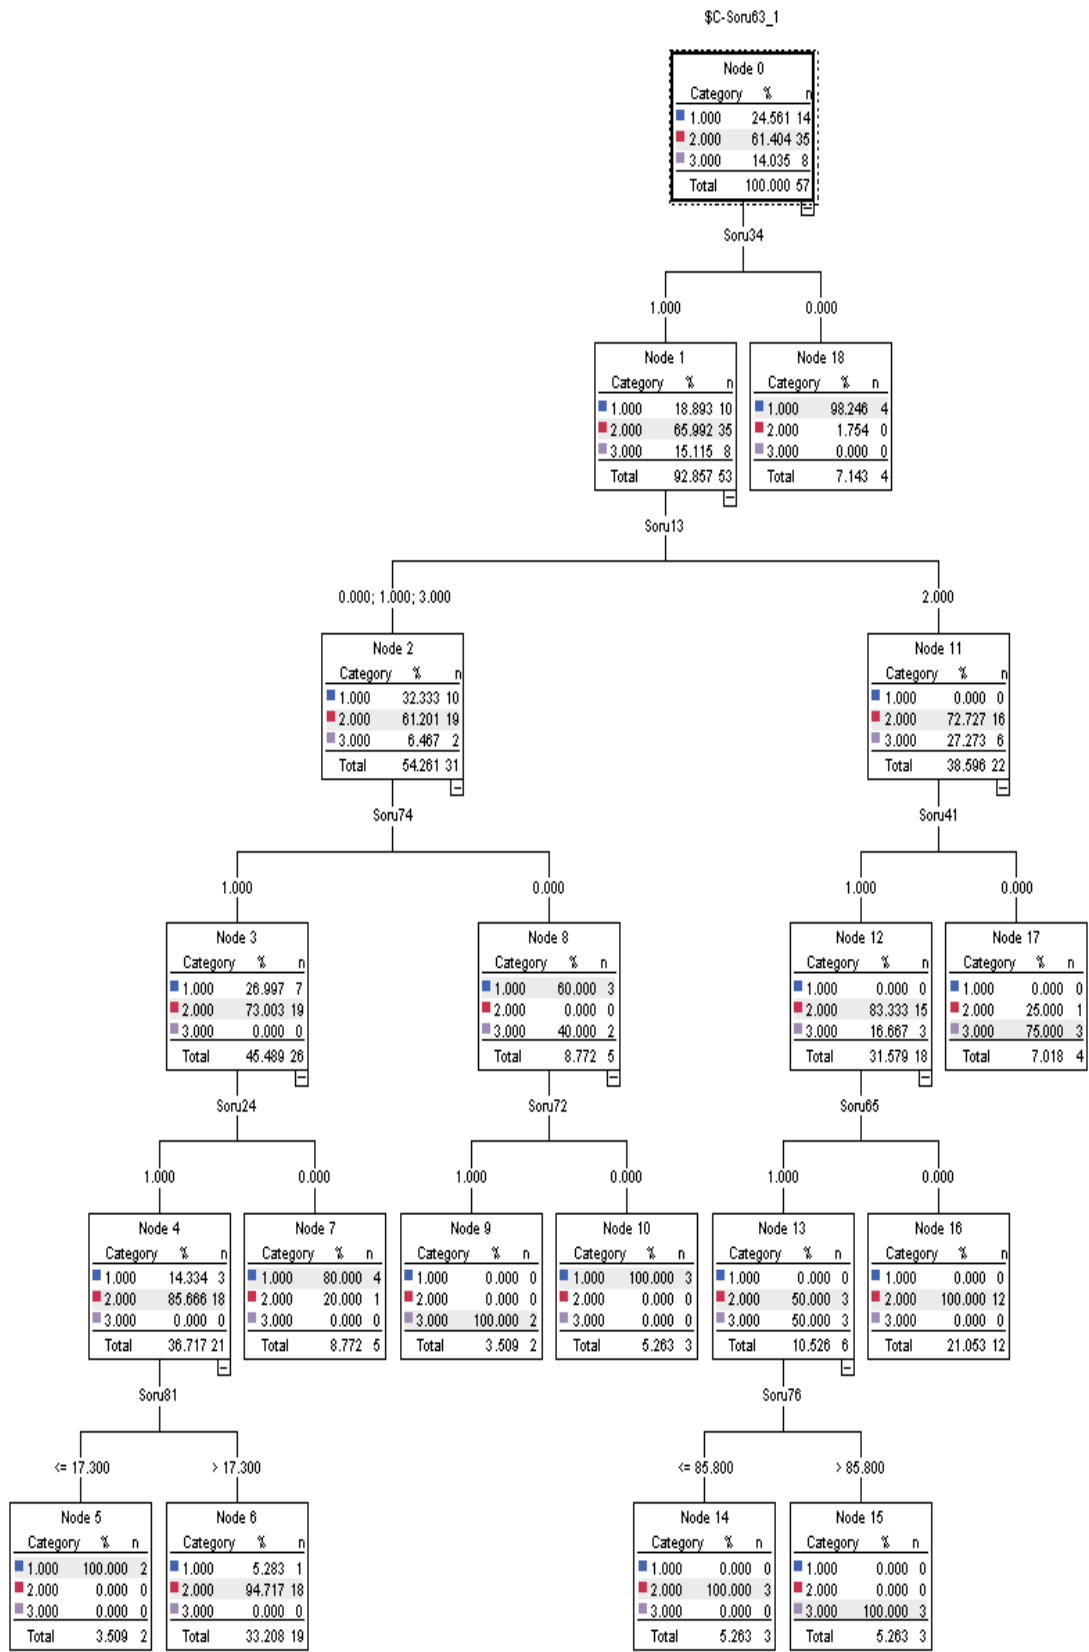 $C-Soru63_1
Node 0
Category % n
1.000 24.561 14
2.000 61.404 35
3.000 14.035 8
Total 100.000 57
Soru34
1.000 0.000
Node 1
Category % n
1.000 18.893 10
2.000 65.992 35
3.000 15.115 8
Total 92.857 53
Node 18
Category % n
1.000 98.246 4
2.000 1.754 0
3.000 0.000 0
Total 7.143 4
Soru13
0.000; 1.000; 3.000 2.000
Node 2
Category % n
1.000 32.333 10
2.000 61.201 19
3.000 6.467 2
Total 54.261 31
Node 11
Category % n
1.000 0.000 0
2.000 72.727 16
3.000 27.273 6
Total 38.596 22
Soru74 Soru41
1.000 0.000 1.000 0.000
Node 3
Category % n
1.000 26.997 7
2.000 73.003 19
3.000 0.000 0
Total 45.489 26
Node 8
Category % n
1.000 60.000 3
2.000 0.000 0
3.000 40.000 2
Total 8.772 5
Node 12
Category % n
1.000 0.000 0
2.000 83.333 15
3.000 16.667 3
Total 31.579 18
Node 17
Category % n
1.000 0.000 0
2.000 25.000 1
3.000 75.000 3
Total 7.018 4
Soru24 Soru72 Soru65
1.000 0.000 1.000 0.000 1.000 0.000
Node 4
Category % n
1.000 14.334 3
2.000 85.666 18
3.000 0.000 0
Total 36.717 21
Node 7
Category % n
1.000 80.000 4
2.000 20.000 1
3.000 0.000 0
Total 8.772 5
Node 9
Category % n
1.000 0.000 0
2.000 0.000 0
3.000 100.000 2
Total 3.509 2
Node 10
Category % n
1.000 100.000 3
2.000 0.000 0
3.000 0.000 0
Total 5.263 3
Node 13
Category % n
1.000 0.000 0
2.000 50.000 3
3.000 50.000 3
Total 10.526 6
Node 16
Category % n
1.000 0.000 0
2.000 100.000 12
3.000 0.000 0
Total 21.053 12
Soru81 Soru76
<= 17.300 > 17.300 <= 85.800 > 85.800
Node 5
Category % n
1.000 100.000 2
2.000 0.000 0
3.000 0.000 0
Total 3.509 2
Node 6
Category % n
1.000 5.283 1
2.000 94.717 18
3.000 0.000 0
Total 33.208 19
Node 14
Category % n
1.000 0.000 0
2.000 100.000 3
3.000 0.000 0
Total 5.263 3
Node 15
Category % n
1.000 0.000 0
2.000 0.000 0
3.000 100.000 3
Total 5.263 3